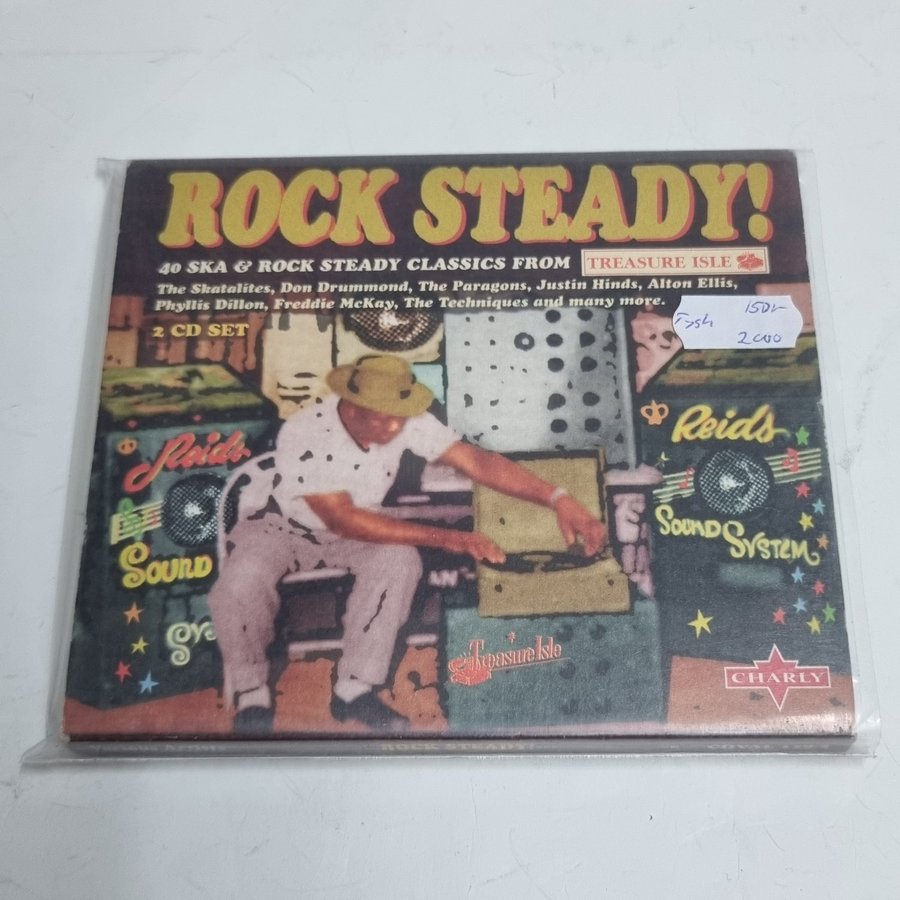 ROCK STEADY!
40 SKA & ROCK STEADY CLASSICS FROM TREASURE ISLE
The Skatalites, Don Drummond, The Paragons, Justin Hinds, Alton Ellis,
Phyllis Dillon, Freddie McKay, The Techniques and many more.
2 CD SET
150:-
2000
Reids
Sound
Sys
Reids
Sound System
Treasure Isle
CHARLY
ROCK STEADY!